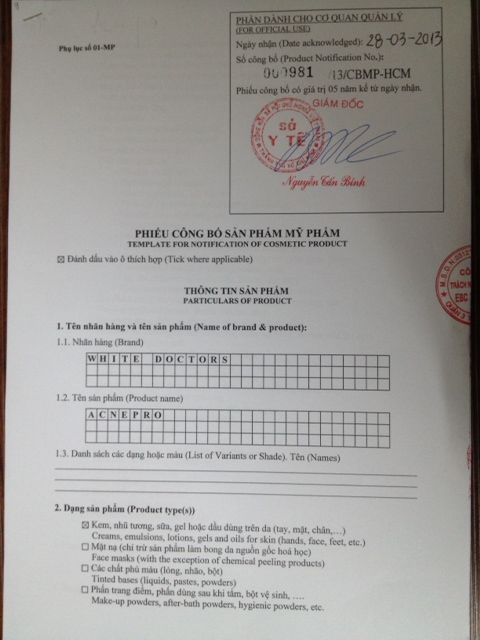 Phụ lục số 01-MP
PHẦN DÀNH CHO CƠ QUAN QUẢN LÝ
(FOR OFFICIAL USE)
Ngày nhận (Date acknowledged): 28-03-2013
Số công bố (Product Notification No.):
000981 /13/CBMP-HCM
Phiếu công bố có giá trị 05 năm kể từ ngày nhận.
GIÁM ĐỐC
SỞ
Y TẾ
Nguyễn Tấn Bỉnh
PHIẾU CÔNG BỐ SẢN PHẨM MỸ PHẨM
TEMPLATE FOR NOTIFICATION OF COSMETIC PRODUCT
☒ Đánh dấu vào ô thích hợp (Tick where applicable)
THÔNG TIN SẢN PHẨM
PARTICULARS OF PRODUCT
1. Tên nhãn hàng và tên sản phẩm (Name of brand & product):
1.1. Nhãn hàng (Brand)
WHITE DOCTORS
1.2. Tên sản phẩm (Product name)
ACNEPRO
1.3. Danh sách các dạng hoặc màu (List of Variants or Shade). Tên (Names)
2. Dạng sản phẩm (Product type(s))
☒ Kem, nhũ tương, sữa, gel hoặc dầu dùng trên da (tay, mặt, chân,…)
Creams, emulsions, lotions, gels and oils for skin (hands, face, feet, etc.)
☐ Mặt nạ (chỉ trừ sản phẩm làm bong da nguồn gốc hoá học)
Face masks (with the exception of chemical peeling products)
☐ Các chất phủ màu (lỏng, nhão, bột)
Tinted bases (liquids, pastes, powders)
☐ Phấn trang điểm, phấn dùng sau khi tắm, bột vệ sinh, …..
Make-up powders, after-bath powders, hygienic powders, etc.